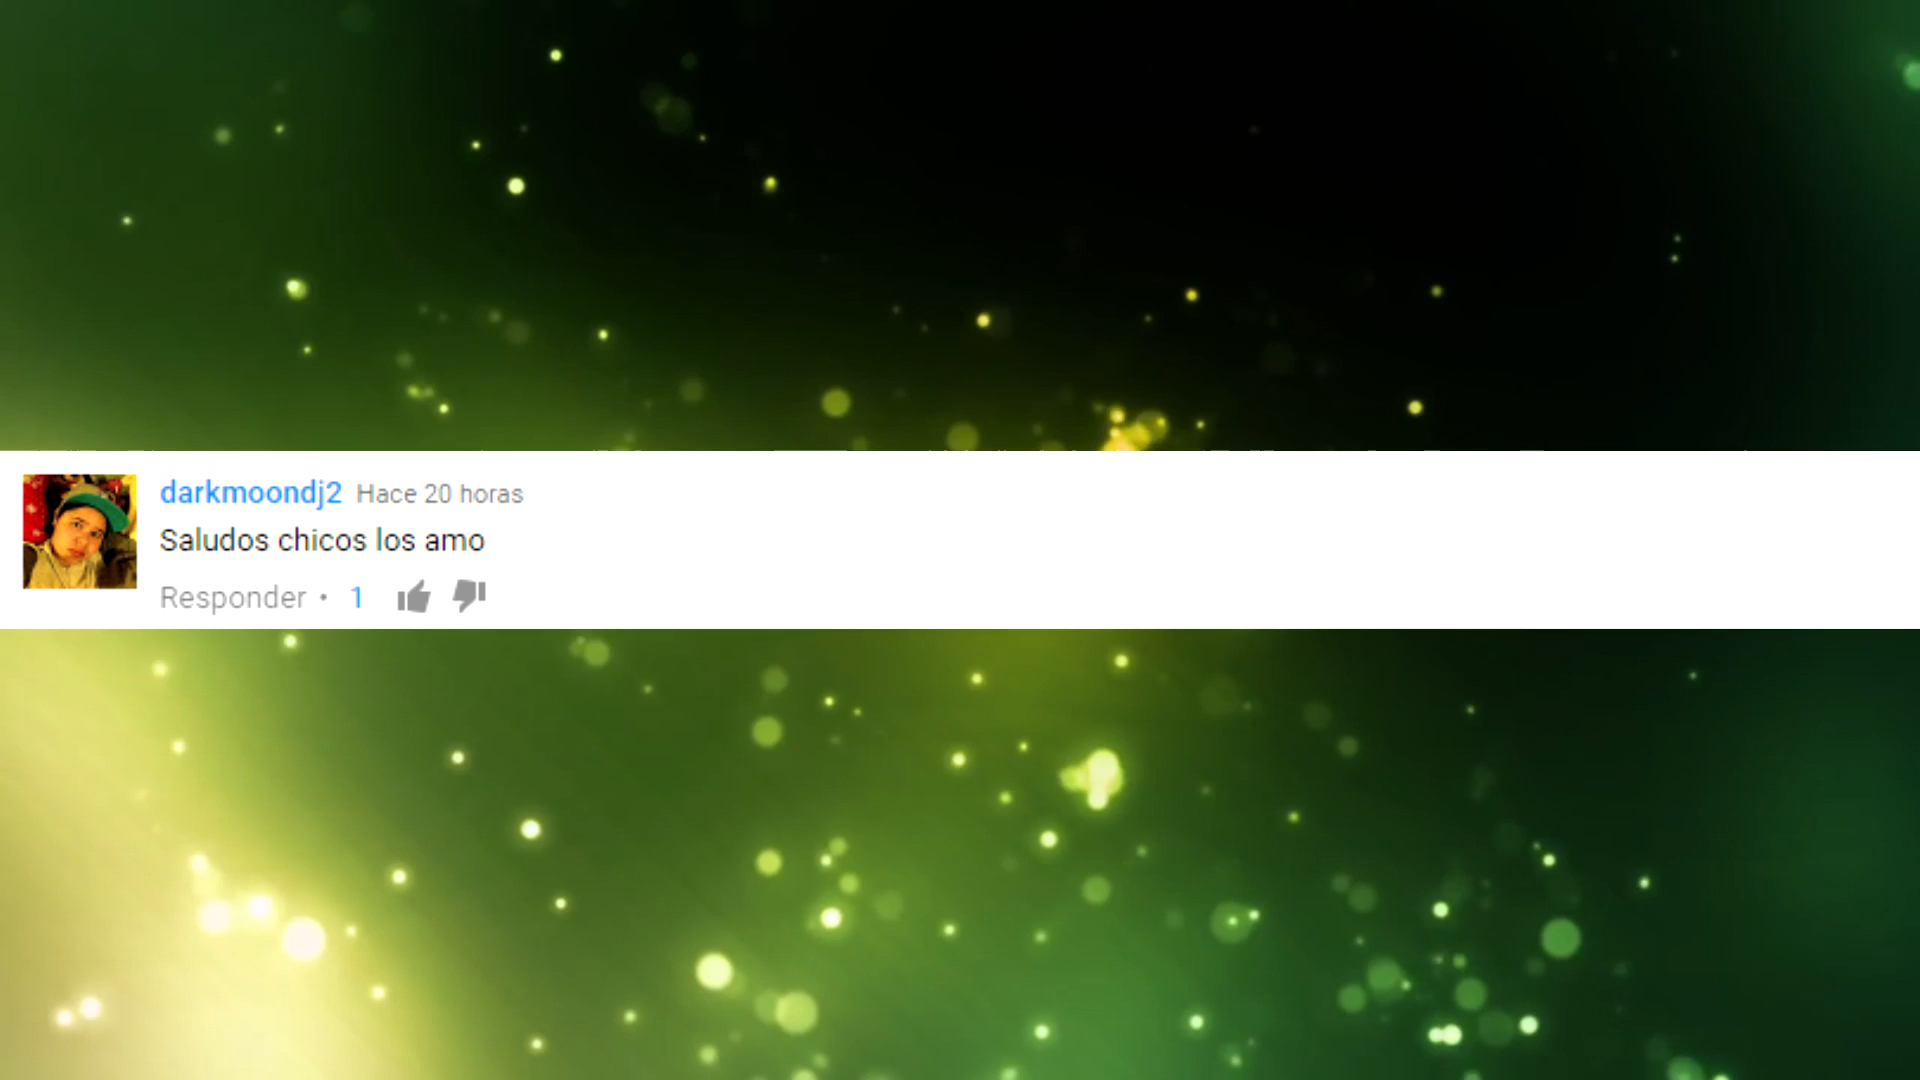 darkmoondj2 Hace 20 horas
Saludos chicos los amo
Responder • 1